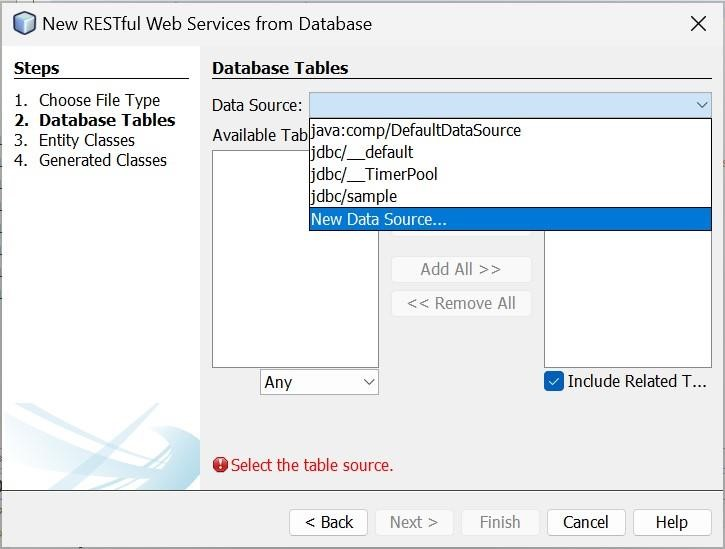 New RESTful Web Services from Database
Steps
1. Choose File Type
2. Database Tables
3. Entity Classes
4. Generated Classes
Database Tables
Data Source:
java:comp/DefaultDataSource
jdbc/__default
jdbc/__TimerPool
jdbc/sample
New Data Source...
Available Tab
Add All >>
<< Remove All
Any
Include Related T...
Select the table source.
< Back
Next >
Finish
Cancel
Help